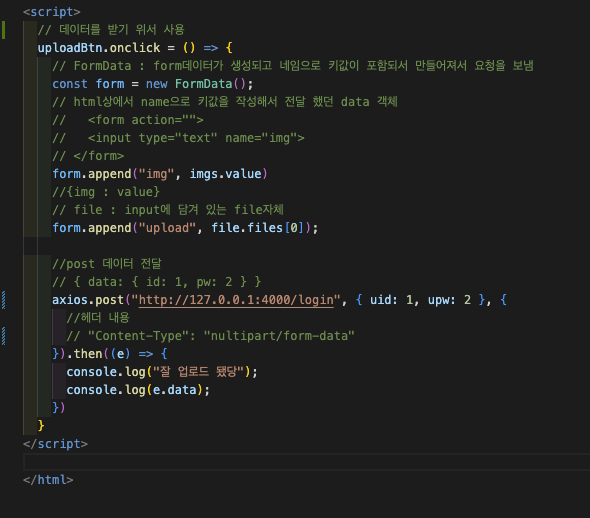 <script>
// 데이터를 받기 위서 사용
uploadBtn.onclick = () => {
// FormData : form데이터가 생성되고 네임으로 키값이 포함되서 만들어져서 요청을 보냄
const form = new FormData();
// html상에서 name으로 키값을 작성해서 전달 했던 data 객체
//   <form action="">
//   <input type="text" name="img">
// </form>
form.append("img", imgs.value)
//{img : value}
// file : input에 담겨 있는 file자체
form.append("upload", file.files[0]);
//post 데이터 전달
// { data: { id: 1, pw: 2 } }
axios.post("http://127.0.0.1:4000/login", { uid: 1, upw: 2 }, {
//헤더 내용
// "Content-Type": "nultipart/form-data"
}).then((e) => {
console.log("잘 업로드 됐당");
console.log(e.data);
})
}
</script>
</html>